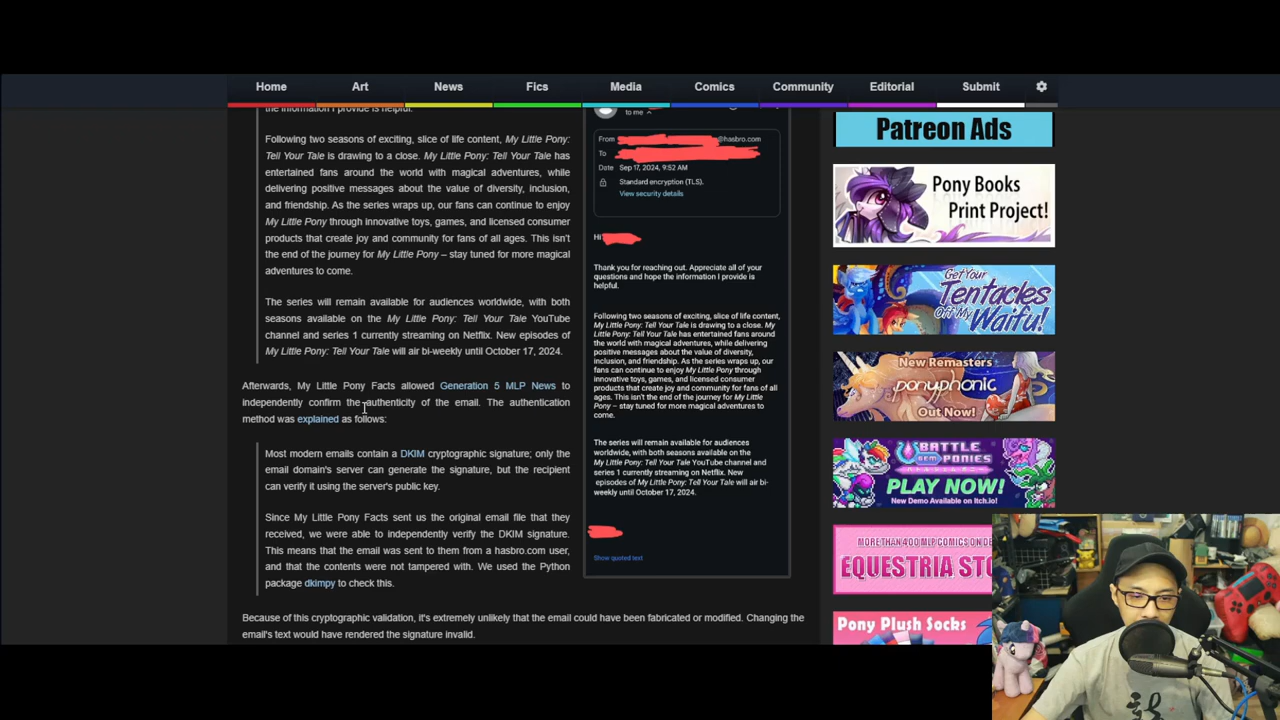 Home Art News Fics Media Comics Community Editorial Submit
the information I provide is helpful.
Following two seasons of exciting, slice of life content, My Little Pony:
Tell Your Tale is drawing to a close. My Little Pony: Tell Your Tale has
entertained fans around the world with magical adventures, while
delivering positive messages about the value of diversity, inclusion,
and friendship. As the series wraps up, our fans can continue to enjoy
My Little Pony through innovative toys, games, and licensed consumer
products that create joy and community for fans of all ages. This isn't
the end of the journey for My Little Pony – stay tuned for more magical
adventures to come.
The series will remain available for audiences worldwide, with both
seasons available on the My Little Pony: Tell Your Tale YouTube
channel and series 1 currently streaming on Netflix. New episodes of
My Little Pony: Tell Your Tale will air bi-weekly until October 17, 2024.
Afterwards, My Little Pony Facts allowed Generation 5 MLP News to
independently confirm the authenticity of the email. The authentication
method was explained as follows:
Most modern emails contain a DKIM cryptographic signature; only the
email domain's server can generate the signature, but the recipient
can verify it using the server's public key.
Since My Little Pony Facts sent us the original email file that they
received, we were able to independently verify the DKIM signature.
This means that the email was sent to them from a hasbro.com user,
and that the contents were not tampered with. We used the Python
package dkimpy to check this.
Because of this cryptographic validation, it's extremely unlikely that the email could have been fabricated or modified. Changing the
email's text would have rendered the signature invalid.
to me
From @hasbro.com
To
Date Sep 17, 2024, 9:52 AM
Standard encryption (TLS).
View security details
Hi
Thank you for reaching out. Appreciate all of your
questions and hope the information I provide is
helpful.
Following two seasons of exciting, slice of life content,
My Little Pony: Tell Your Tale is drawing to a close. My
Little Pony: Tell Your Tale has entertained fans around
the world with magical adventures, while delivering
positive messages about the value of diversity,
inclusion, and friendship. As the series wraps up, our
fans can continue to enjoy My Little Pony through
innovative toys, games, and licensed consumer
products that create joy and community for fans of all
ages. This isn't the end of the journey for My Little
Pony – stay tuned for more magical adventures to
come.
The series will remain available for audiences
worldwide, with both seasons available on the
My Little Pony: Tell Your Tale YouTube channel and
series 1 currently streaming on Netflix. New
episodes of My Little Pony: Tell Your Tale will air bi-
weekly until October 17, 2024.
Show quoted text
Patreon Ads
Pony Books
Print Project!
Get Your
Tentacles
Off My
Waifu!
New Remasters
ponyphonic
Out Now!
BATTLE
GEM PONIES
PLAY NOW!
New Demo Available on Itch.io!
MORE THAN 400 MLP COMICS ON
EQUESTRIA
Pony Plush Socks